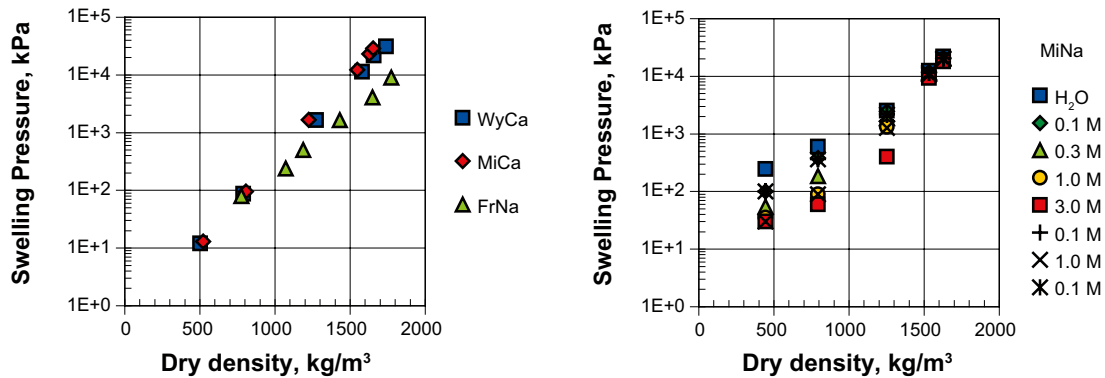 Swelling Pressure, kPa
1E+5
1E+4
1E+3
1E+2
1E+1
1E+0
0 500 1000 1500 2000
Dry density, kg/m³
WyCa
MiCa
FrNa
Swelling Pressure, kPa
1E+5
1E+4
1E+3
1E+2
1E+1
1E+0
0 500 1000 1500 2000
Dry density, kg/m³
MiNa
H₂O
0.1 M
0.3 M
1.0 M
3.0 M
0.1 M
1.0 M
0.1 M